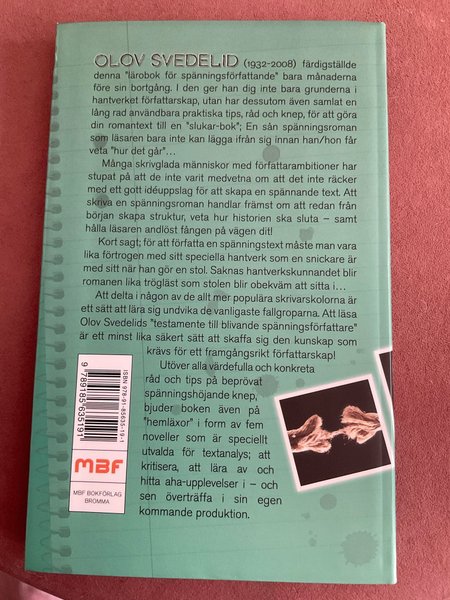 OLOV SVEDELID (1932-2008) färdigställde
denna "lärobok för spänningsförfattande" bara månaderna
före sin bortgång. I den ger han dig inte bara grunderna i
hantverket författarskap, utan har dessutom även samlat en
lång rad användbara praktiska tips, råd och knep, för att göra
din romantext till en "slukar-bok"; En sån spänningsroman
som läsaren bara inte kan lägga ifrån sig innan han/hon får
veta "hur det går"...
Många skrivglada människor med författarambitioner har
stupat på att de inte varit medvetna om att det inte räcker
med ett gott idéuppslag för att skapa en spännande text. Att
skriva en spänningsroman handlar främst om att redan från
början skapa struktur, veta hur historien ska sluta – samt
hålla läsaren andlöst fången på vägen dit!
Kort sagt; för att författa en spänningstext måste man vara
lika förtrogen med sitt speciella hantverk som en snickare är
med sitt när han gör en stol. Saknas hantverkskunnandet blir
romanen lika trögläst som stolen blir obekväm att sitta i...
Att delta i någon av de allt mer populära skrivarskolorna är
ett sätt att lära sig undvika de vanligaste fallgroparna. Att läsa
Olov Svedelids "testamente till blivande spänningsförfattare"
är ett minst lika säkert sätt att skaffa sig den kunskap som
krävs för ett framgångsrikt författarskap!
Utöver alla värdefulla och konkreta
råd och tips på beprövat
spänningshöjande knep,
bjuder boken även på
"hemläxor" i form av fem
noveller som är speciellt
utvalda för textanalys; att
kritisera, att lära av och
hitta aha-upplevelser i – och
sen överträffa i sin egen
kommande produktion.
ISBN 978-91-85635-19-1
9 789185 635191
MBF
MBF BOKFÖRLAG
BROMMA